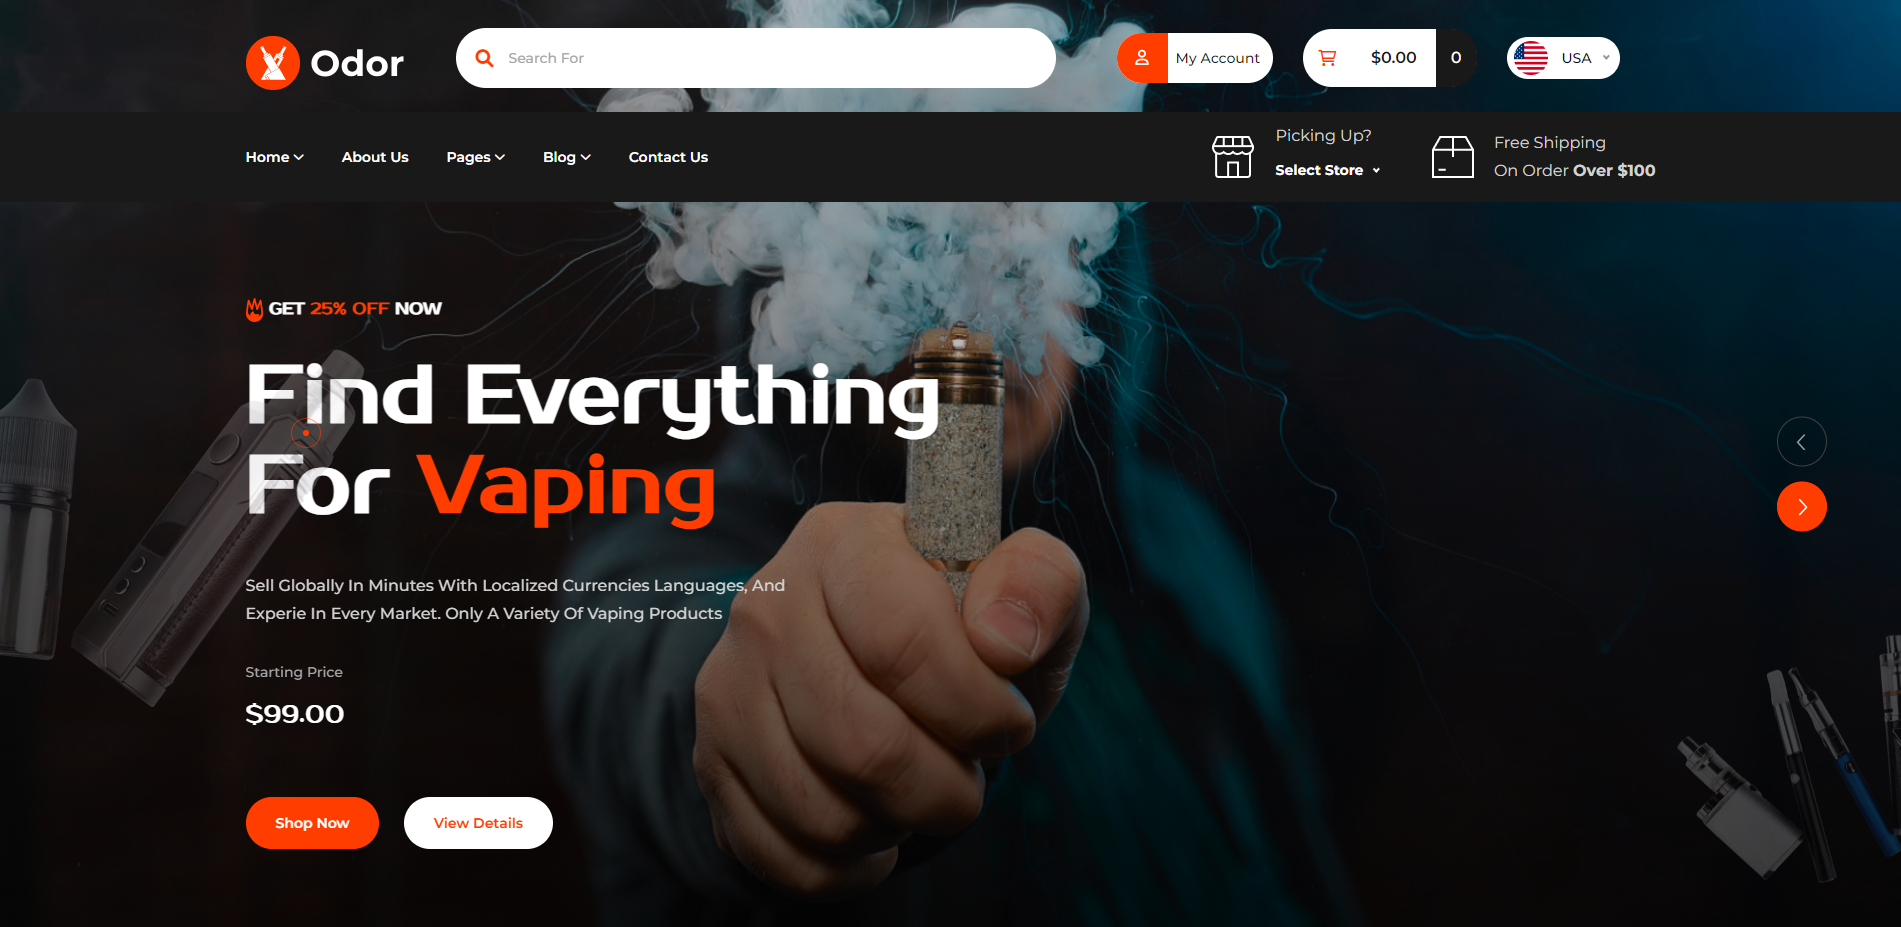 Odor
Search For
My Account
$0.00
0
USA
Home
About Us
Pages
Blog
Contact Us
Picking Up?
Select Store
Free Shipping
On Order Over $100
GET 25% OFF NOW
Find Everything
For Vaping
Sell Globally In Minutes With Localized Currencies Languages, And
Experie In Every Market. Only A Variety Of Vaping Products
Starting Price
$99.00
Shop Now
View Details